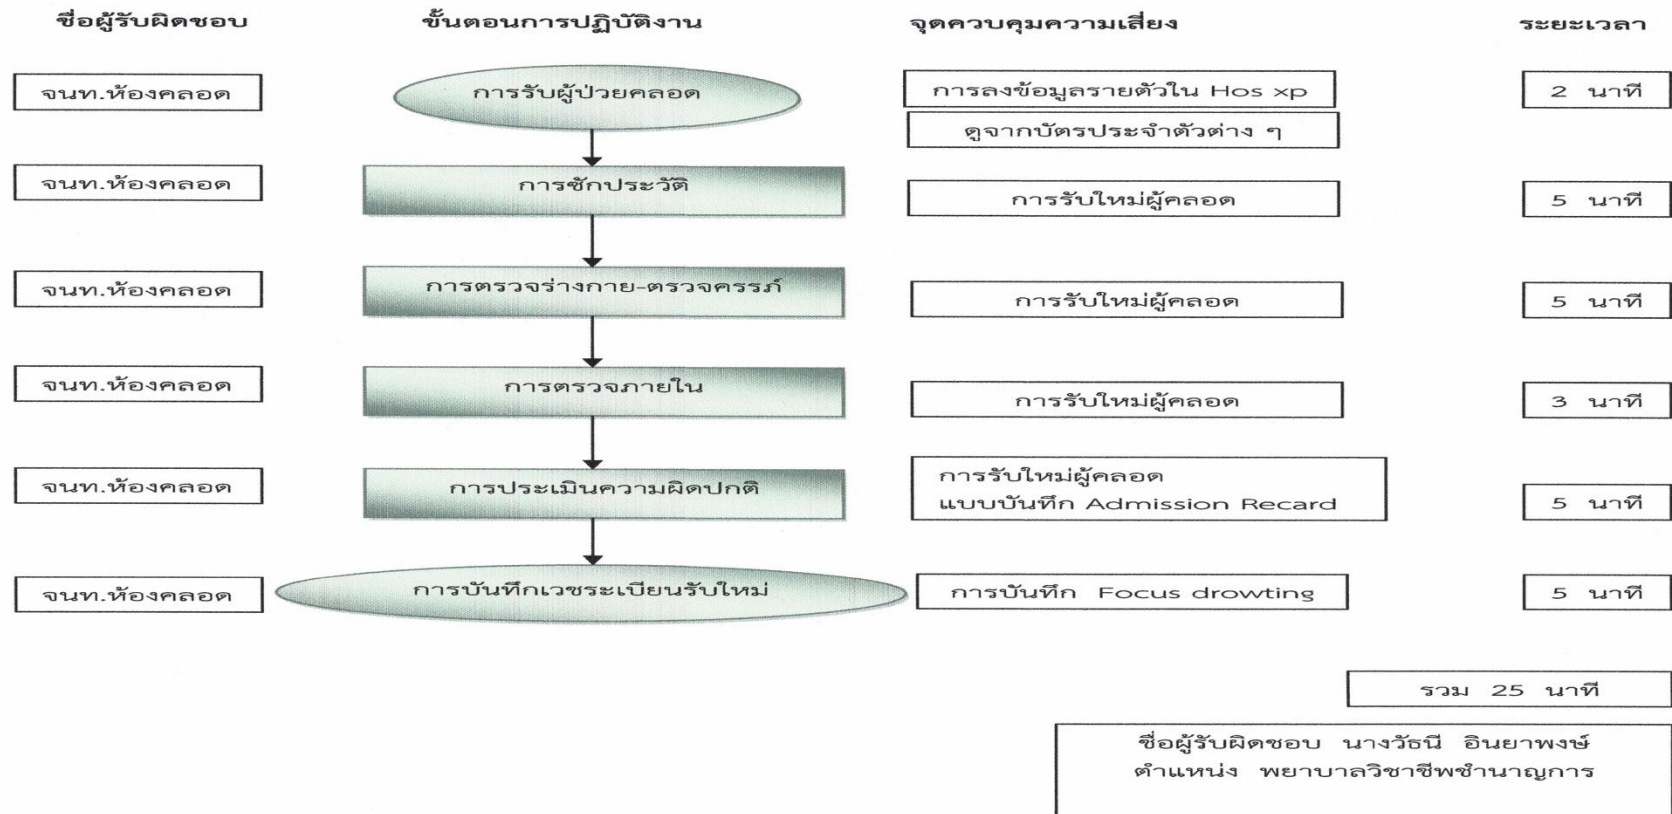 ชื่อผู้รับผิดชอบ ขั้นตอนการปฏิบัติงาน จุดควบคุมความเสี่ยง ระยะเวลา
จนท.ห้องคลอด การรับผู้ป่วยคลอด การลงข้อมูลรายตัวใน Hos xp 2 นาที
ดูจากบัตรประจำตัวต่าง ๆ
จนท.ห้องคลอด การซักประวัติ การรับใหม่ผู้คลอด 5 นาที
จนท.ห้องคลอด การตรวจร่างกาย-ตรวจครรภ์ การรับใหม่ผู้คลอด 5 นาที
จนท.ห้องคลอด การตรวจภายใน การรับใหม่ผู้คลอด 3 นาที
จนท.ห้องคลอด การประเมินความผิดปกติ การรับใหม่ผู้คลอด 5 นาที
แบบบันทึก Admission Recard
จนท.ห้องคลอด การบันทึกเวชระเบียนรับใหม่ การบันทึก Focus drowting 5 นาที
รวม 25 นาที
ชื่อผู้รับผิดชอบ นางวัธนี อินยาพงษ์
ตำแหน่ง พยาบาลวิชาชีพชำนาญการ